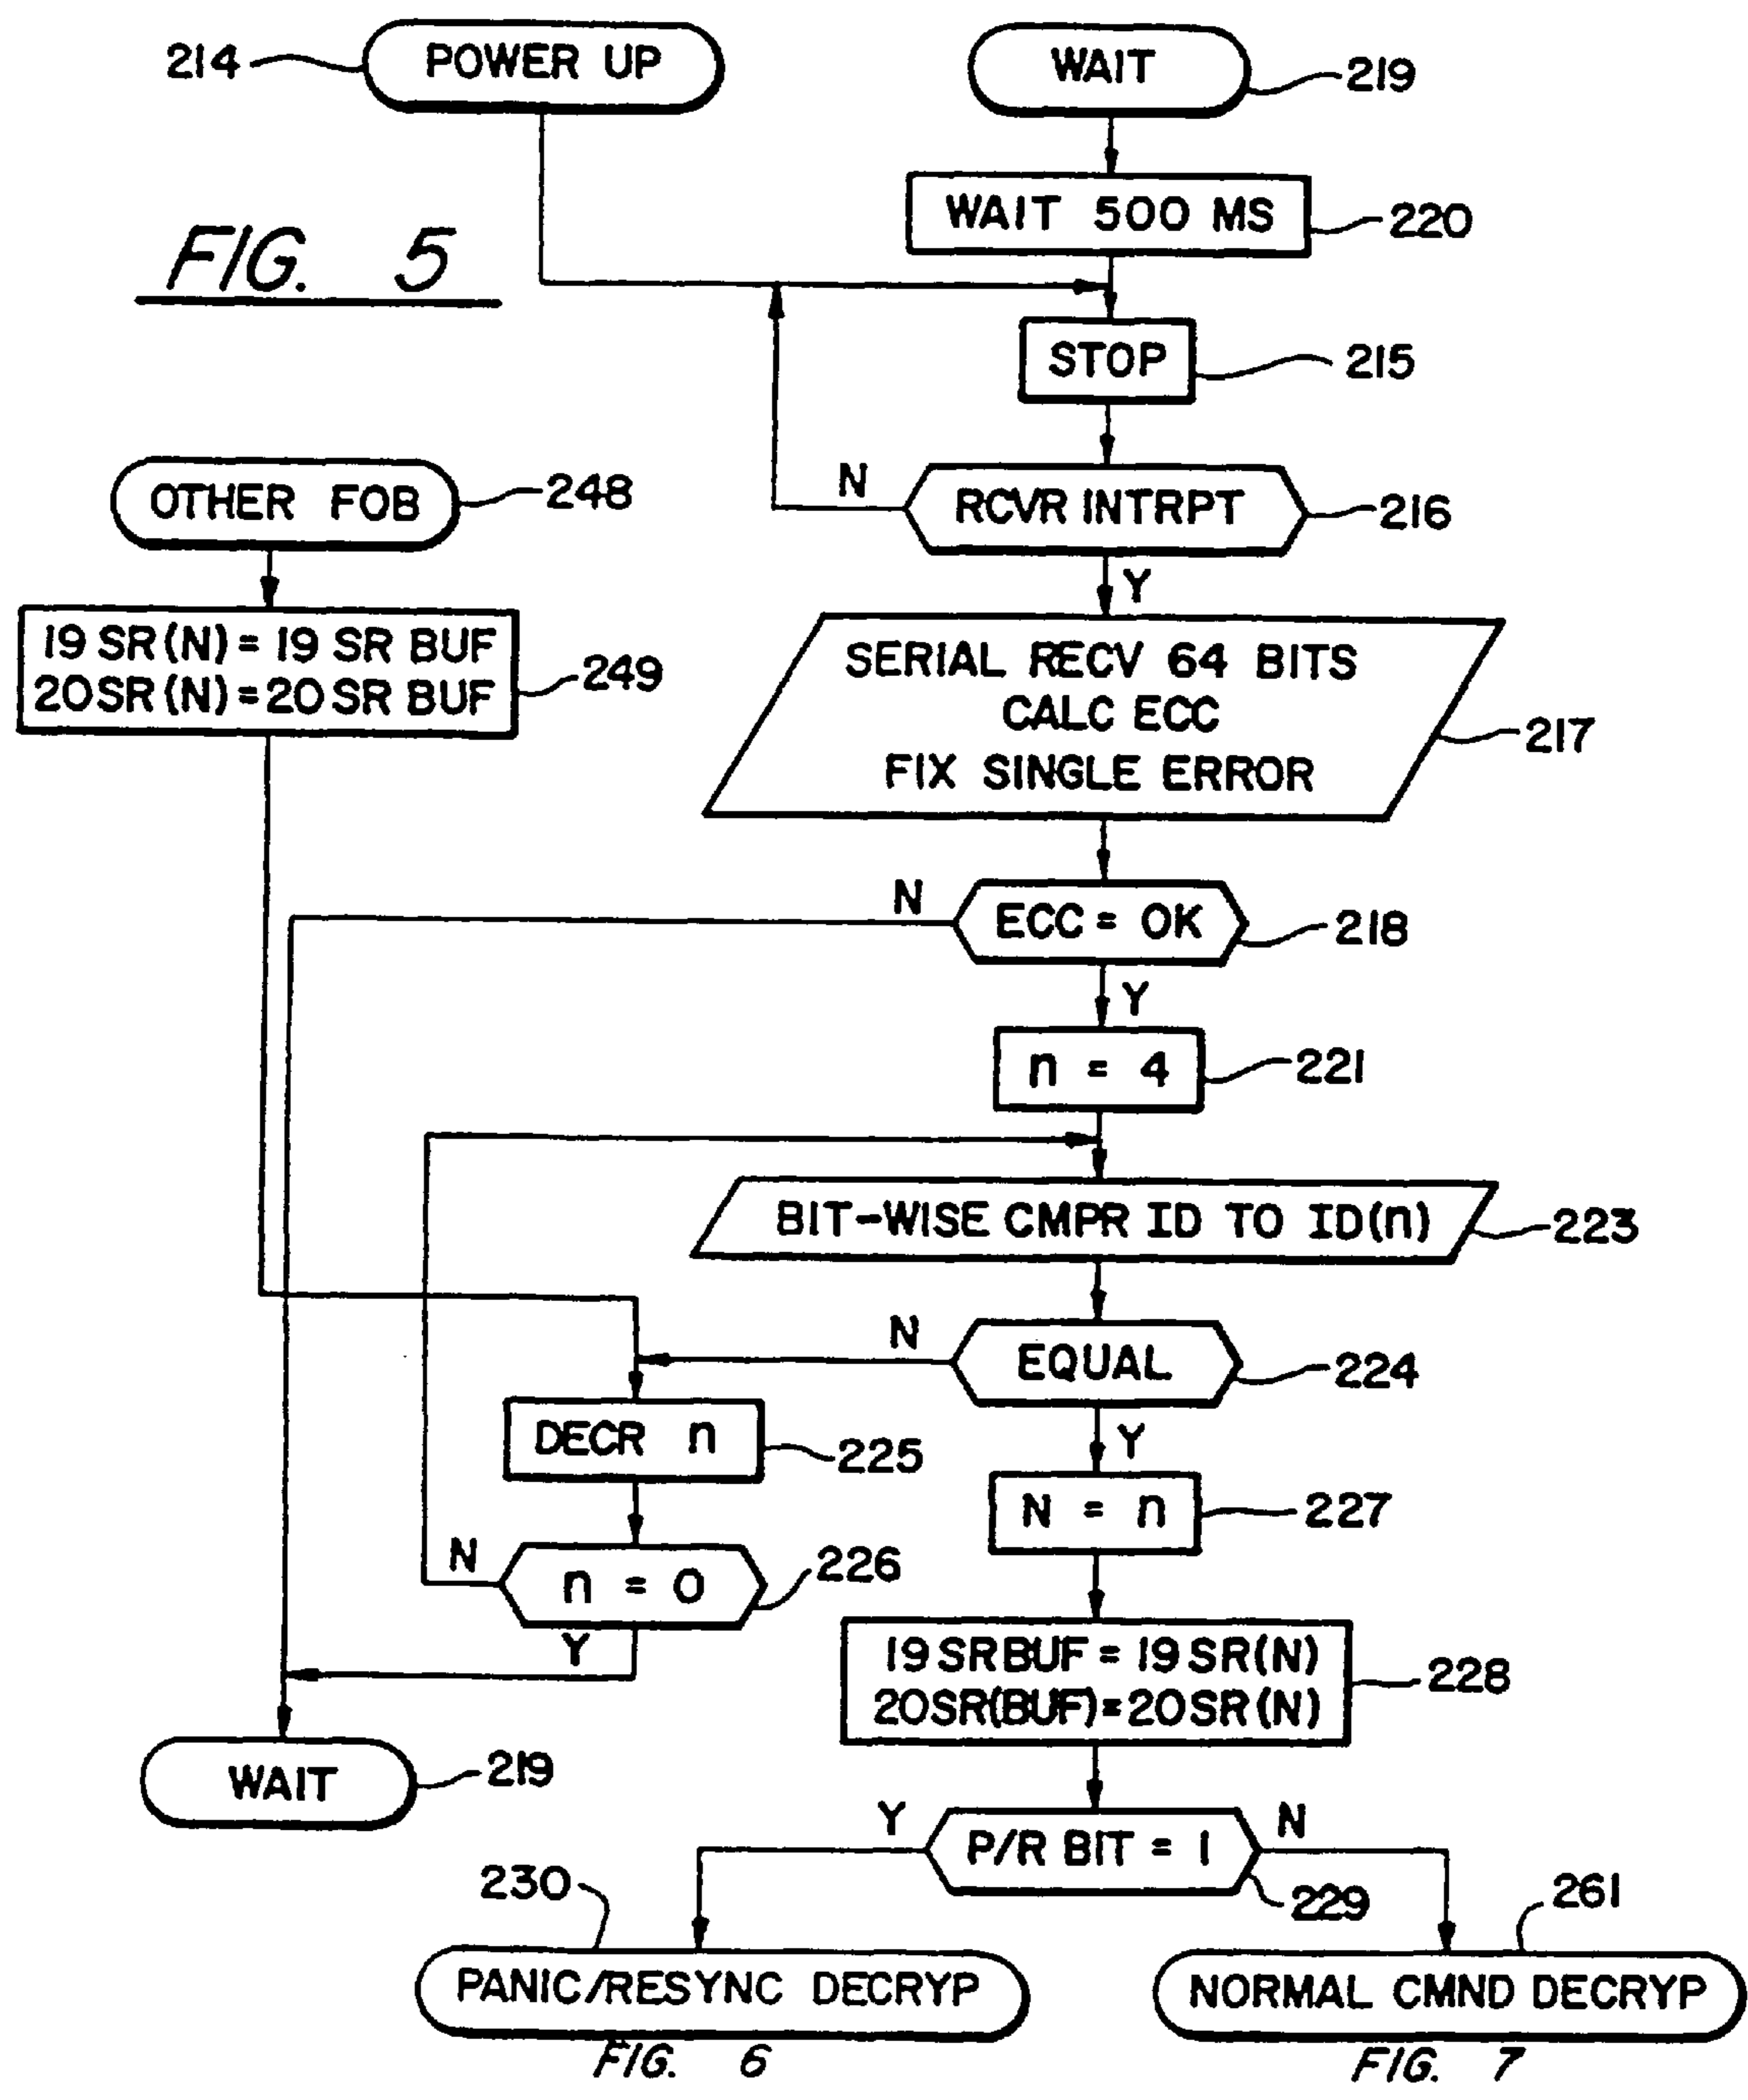 214
POWER UP
WAIT
219
WAIT 500 MS
220
FIG. 5
STOP
215
OTHER FOB
248
N
RCVR INTRPT
216
Y
19 SR(N) = 19 SR BUF
20 SR(N) = 20 SR BUF
249
SERIAL RECV 64 BITS
CALC ECC
FIX SINGLE ERROR
217
N
ECC = OK
218
Y
n = 4
221
BIT-WISE CMPR ID TO ID(n)
223
N
EQUAL
224
Y
DECR n
225
N = n
227
N
n = 0
226
Y
19 SR BUF = 19 SR(N)
20 SR(BUF) = 20 SR(N)
228
WAIT
219
Y
P/R BIT = 1
N
229
230
261
PANIC/RESYNC DECRYP
NORMAL CMND DECRYP
FIG. 6
FIG. 7